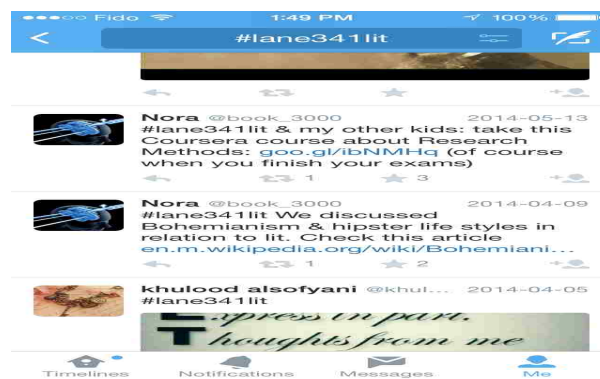 Fido 1:49 PM 100%
#lane341lit
Nora @book_3000 2014-05-13
#lane341lit & my other kids: take this
Coursera course about Research
Methods: goo.gl/ibNMHq (of course
when you finish your exams)
1 3
Nora @book_3000 2014-04-09
#lane341lit We discussed
Bohemianism & hipster life styles in
relation to lit. Check this article
en.m.wikipedia.org/wiki/Bohemiani...
1 2
khulood alsofyani @khul... 2014-04-05
#lane341lit
Express in part.
Thoughts from me
Timelines Notifications Messages Me